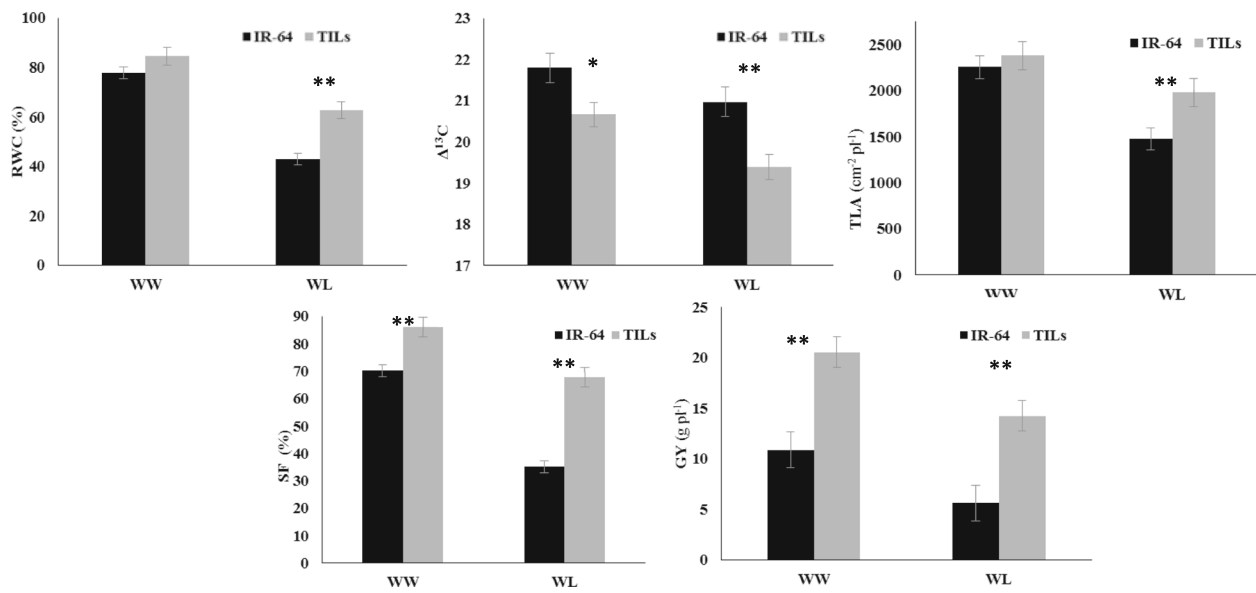 100
80
60
40
20
0
RWC (%)
IR-64 TILs
**
WW WL
23
22
21
20
19
18
17
Δ¹³C
IR-64 TILs
*
**
WW WL
2500
2000
1500
1000
500
0
TLA (cm⁻² pl⁻¹)
IR-64 TILs
**
WW WL
90
80
70
60
50
40
30
20
10
0
SF (%)
IR-64 TILs
**
**
WW WL
25
20
15
10
5
0
GY (g pl⁻¹)
IR-64 TILs
**
**
WW WL